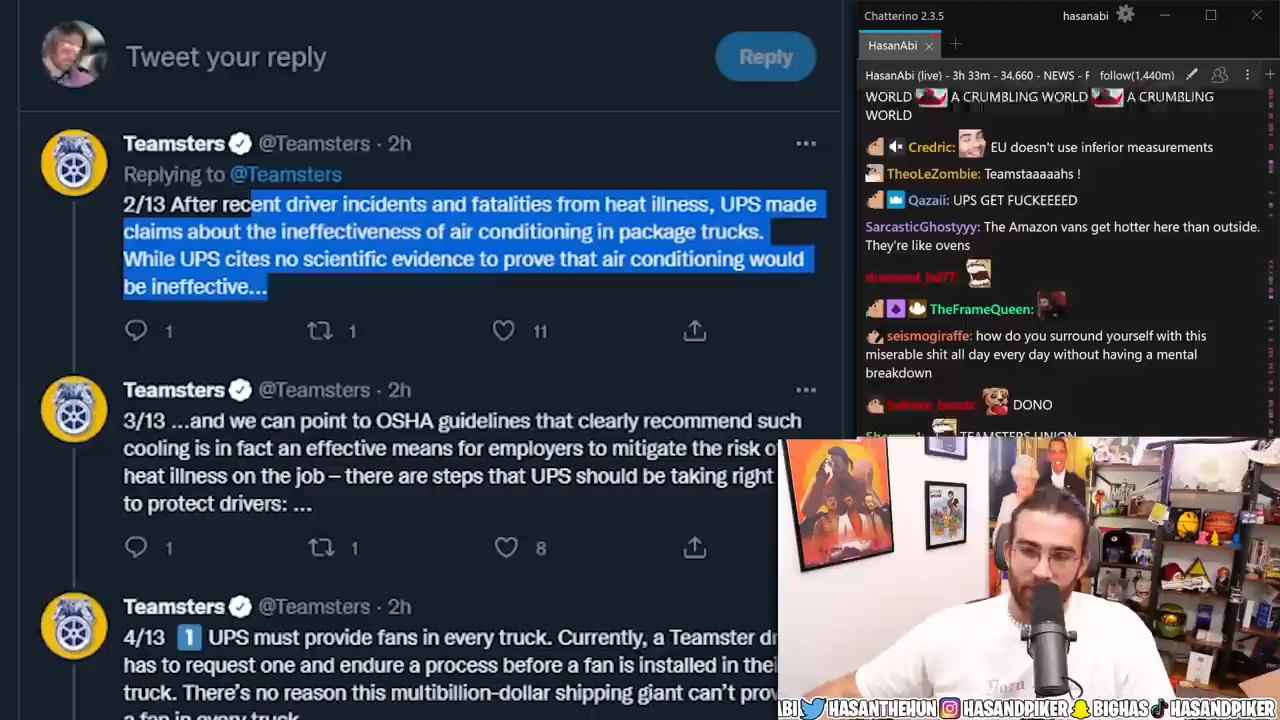 Tweet your reply
Reply
Teamsters @Teamsters · 2h
Replying to @Teamsters
2/13 After recent driver incidents and fatalities from heat illness, UPS made
claims about the ineffectiveness of air conditioning in package trucks.
While UPS cites no scientific evidence to prove that air conditioning would
be ineffective...
1 1 11
Teamsters @Teamsters · 2h
3/13 ...and we can point to OSHA guidelines that clearly recommend such
cooling is in fact an effective means for employers to mitigate the risk o
heat illness on the job – there are steps that UPS should be taking right
to protect drivers: ...
1 1 8
Teamsters @Teamsters · 2h
4/13 1 UPS must provide fans in every truck. Currently, a Teamster dr
has to request one and endure a process before a fan is installed in thei
truck. There's no reason this multibillion-dollar shipping giant can't prov
a fan in every truck
Chatterino 2.3.5 hasanabi
HasanAbi
HasanAbi (live) - 3h 33m - 34.660 - NEWS - F follow(1,440m)
WORLD A CRUMBLING WORLD A CRUMBLING
WORLD
Credric: EU doesn't use inferior measurements
TheoLeZombie: Teamstaaaaahs !
Qazaii: UPS GET FUCKEEEED
SarcasticGhostyyy: The Amazon vans get hotter here than outside.
They're like ovens
TheFrameQueen:
seismogiraffe: how do you surround yourself with this
miserable shit all day every day without having a mental
breakdown
DONO
TEAMSTERS UNION
ABI HASANTHEHUN HASANDPIKER BIGHAS HASANDPIKER